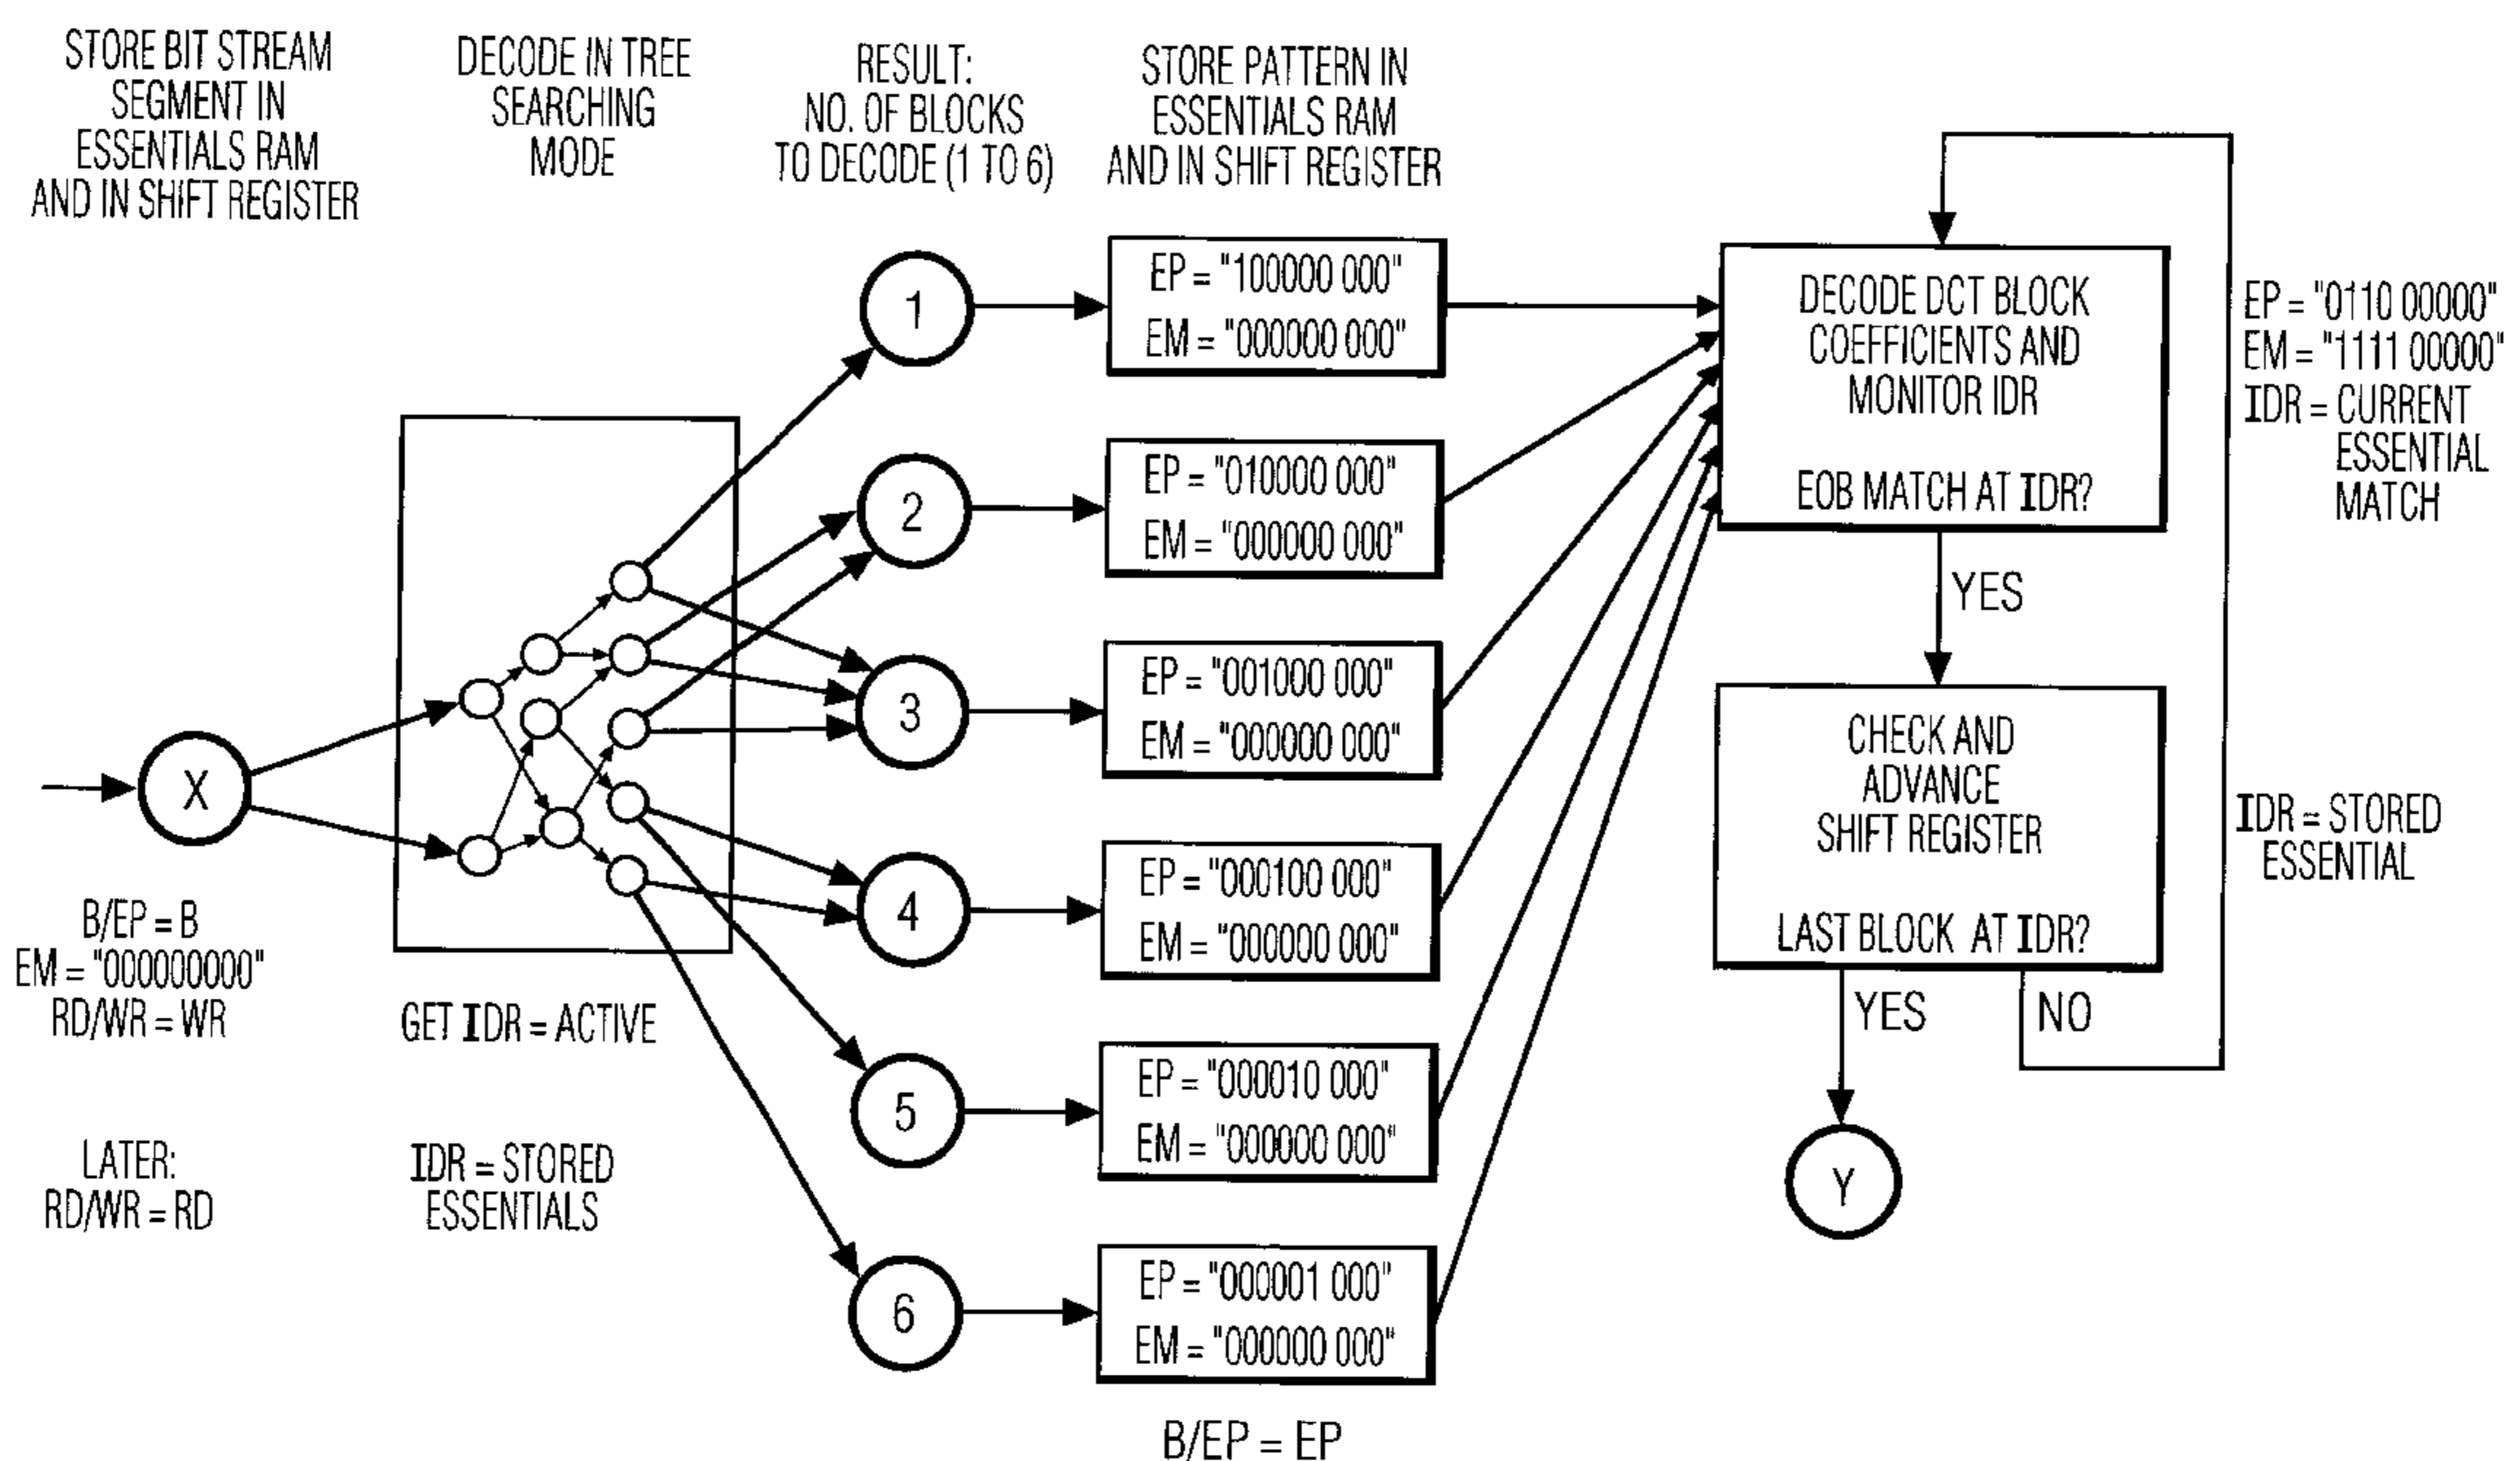 STORE BIT STREAM
SEGMENT IN
ESSENTIALS RAM
AND IN SHIFT REGISTER
DECODE IN TREE
SEARCHING
MODE
RESULT:
NO. OF BLOCKS
TO DECODE (1 TO 6)
STORE PATTERN IN
ESSENTIALS RAM
AND IN SHIFT REGISTER
X
B/EP = B
EM = "000000000"
RD/WR = WR
LATER:
RD/WR = RD
GET IDR = ACTIVE
IDR = STORED
ESSENTIALS
1
EP = "100000 000"
EM = "000000 000"
2
EP = "010000 000"
EM = "000000 000"
3
EP = "001000 000"
EM = "000000 000"
4
EP = "000100 000"
EM = "000000 000"
5
EP = "000010 000"
EM = "000000 000"
6
EP = "000001 000"
EM = "000000 000"
B/EP = EP
DECODE DCT BLOCK
COEFFICIENTS AND
MONITOR IDR
EOB MATCH AT IDR?
YES
CHECK AND
ADVANCE
SHIFT REGISTER
LAST BLOCK AT IDR?
YES
NO
Y
EP = "0110 00000"
EM = "1111 00000"
IDR = CURRENT
ESSENTIAL
MATCH
IDR = STORED
ESSENTIAL